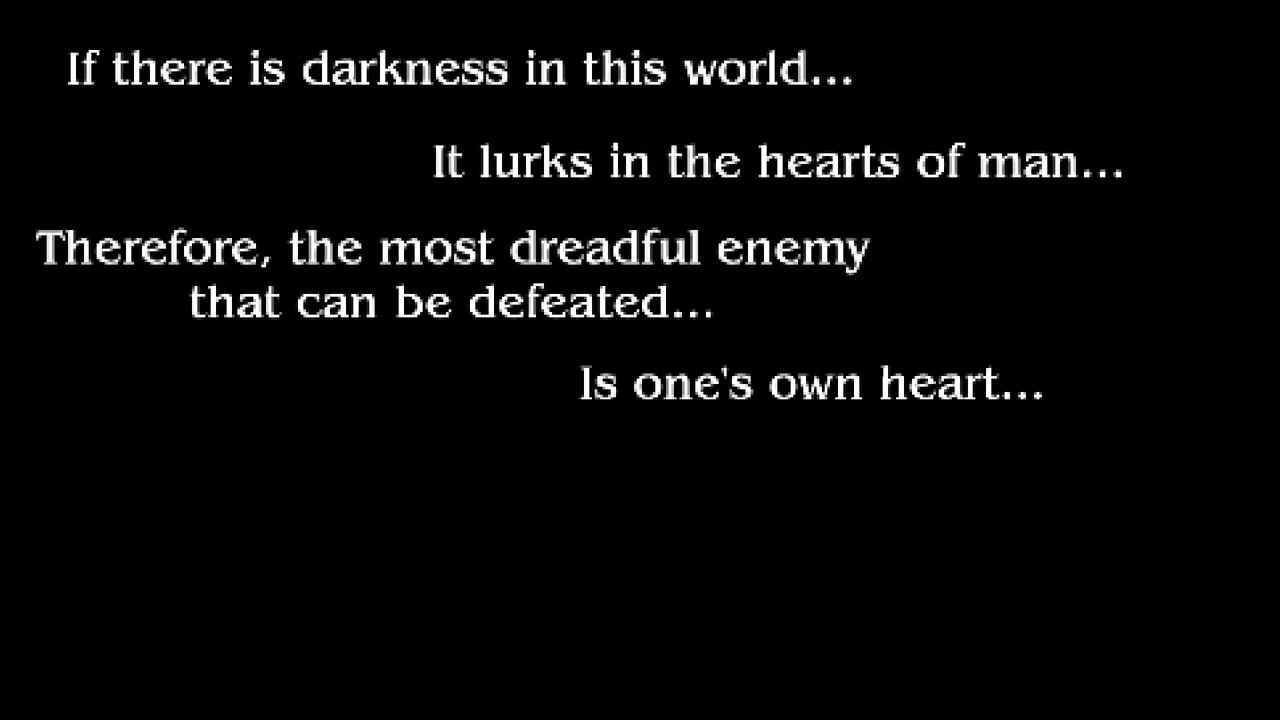 If there is darkness in this world...
It lurks in the hearts of man...
Therefore, the most dreadful enemy
that can be defeated...
Is one's own heart...